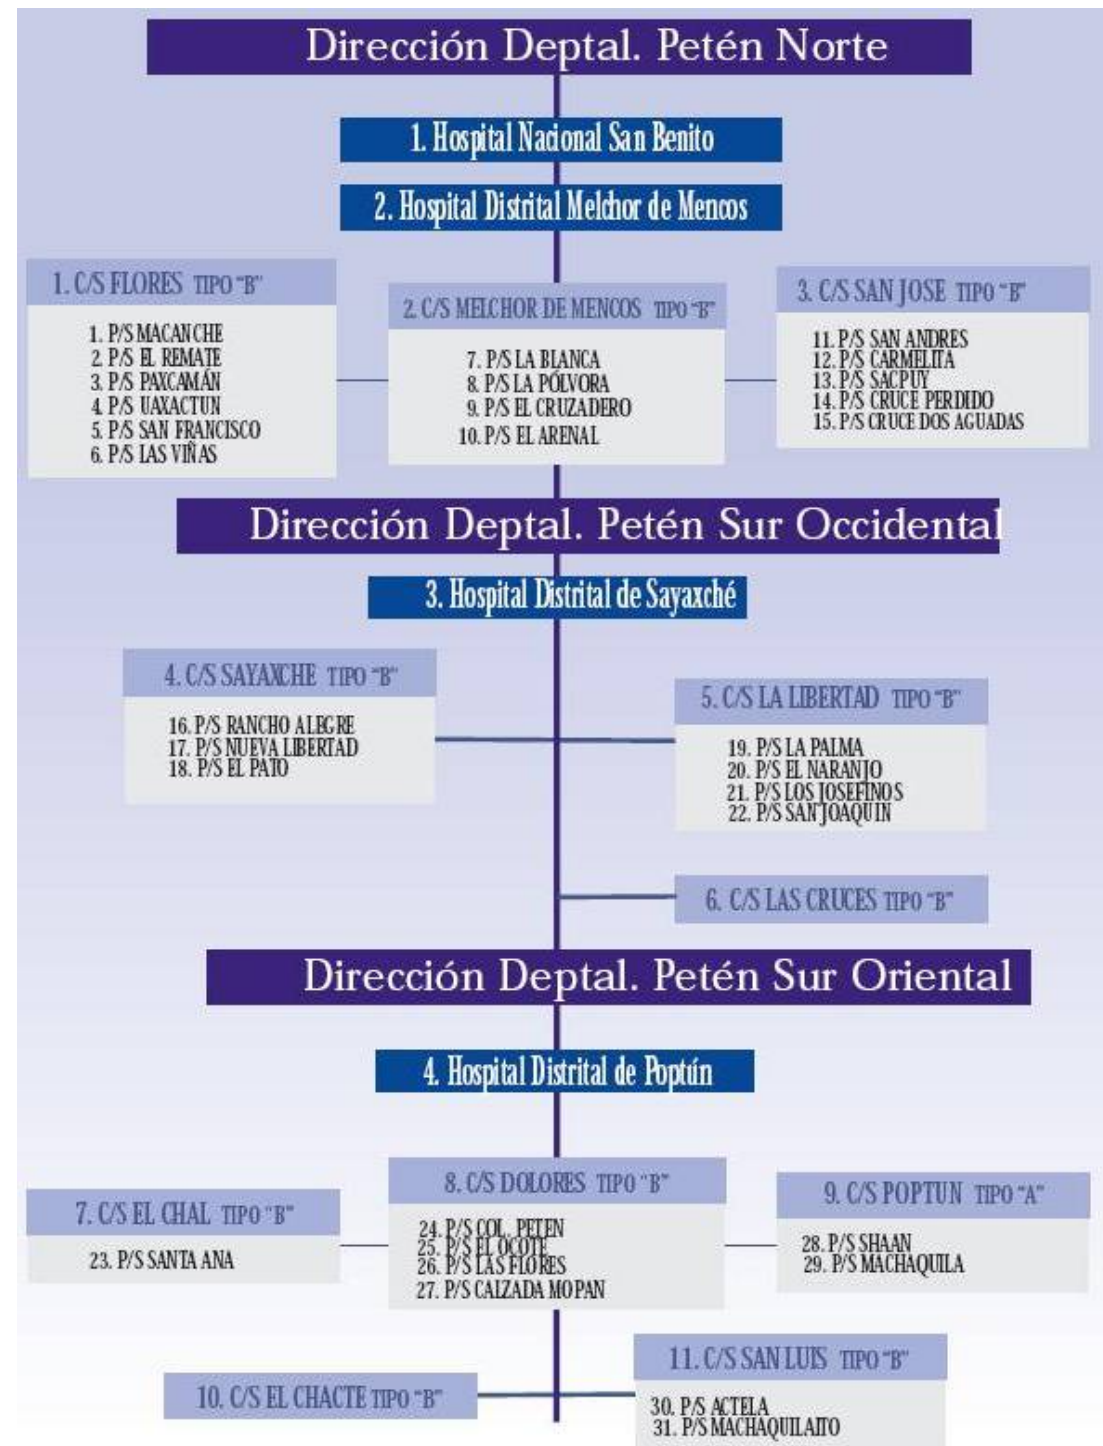 Dirección Deptal. Petén Norte
1. Hospital Nacional San Benito
2. Hospital Distrital Melchor de Mencos
1. C/S FLORES TIPO "B"
1. P/S MACANCHE
2. P/S EL REMATE
3. P/S PAXCAMÁN
4. P/S UAXACTUN
5. P/S SAN FRANCISCO
6. P/S LAS VIÑAS
2. C/S MELCHOR DE MENCOS TIPO "B"
7. P/S LA BLANCA
8. P/S LA PÓLVORA
9. P/S EL CRUZADERO
10. P/S EL ARENAL
3. C/S SAN JOSE TIPO "B"
11. P/S SAN ANDRES
12. P/S CARMELITA
13. P/S SACPUY
14. P/S CRUCE PERDIDO
15. P/S CRUCE DOS AGUADAS
Dirección Deptal. Petén Sur Occidental
3. Hospital Distrital de Sayaxché
4. C/S SAYAXCHE TIPO "B"
16. P/S RANCHO ALEGRE
17. P/S NUEVA LIBERTAD
18. P/S EL PATO
5. C/S LA LIBERTAD TIPO "B"
19. P/S LA PALMA
20. P/S EL NARANJO
21. P/S LOS JOSEFINOS
22. P/S SAN JOAQUIN
6. C/S LAS CRUCES TIPO "B"
Dirección Deptal. Petén Sur Oriental
4. Hospital Distrital de Poptún
7. C/S EL CHAL TIPO "B"
23. P/S SANTA ANA
8. C/S DOLORES TIPO "B"
24. P/S COL. PETEN
25. P/S EL OCOTE
26. P/S LAS FLORES
27. P/S CALZADA MOPAN
9. C/S POPTUN TIPO "A"
28. P/S SHAAN
29. P/S MACHAQUILA
10. C/S EL CHACTE TIPO "B"
11. C/S SAN LUIS TIPO "B"
30. P/S ACTELA
31. P/S MACHAQUILAITO